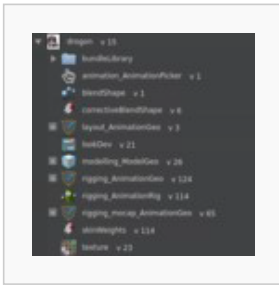 dragon v 15
bundleLibrary
animation_AnimationPicker v 1
blendShape v 1
correctiveBlendShape v 6
layout_AnimationGeo v 3
lookDev v 21
modelling_ModelGeo v 26
rigging_AnimationGeo v 124
rigging_AnimationRig v 114
rigging_mocap_AnimationGeo v 65
skinWeights v 114
texture v 23